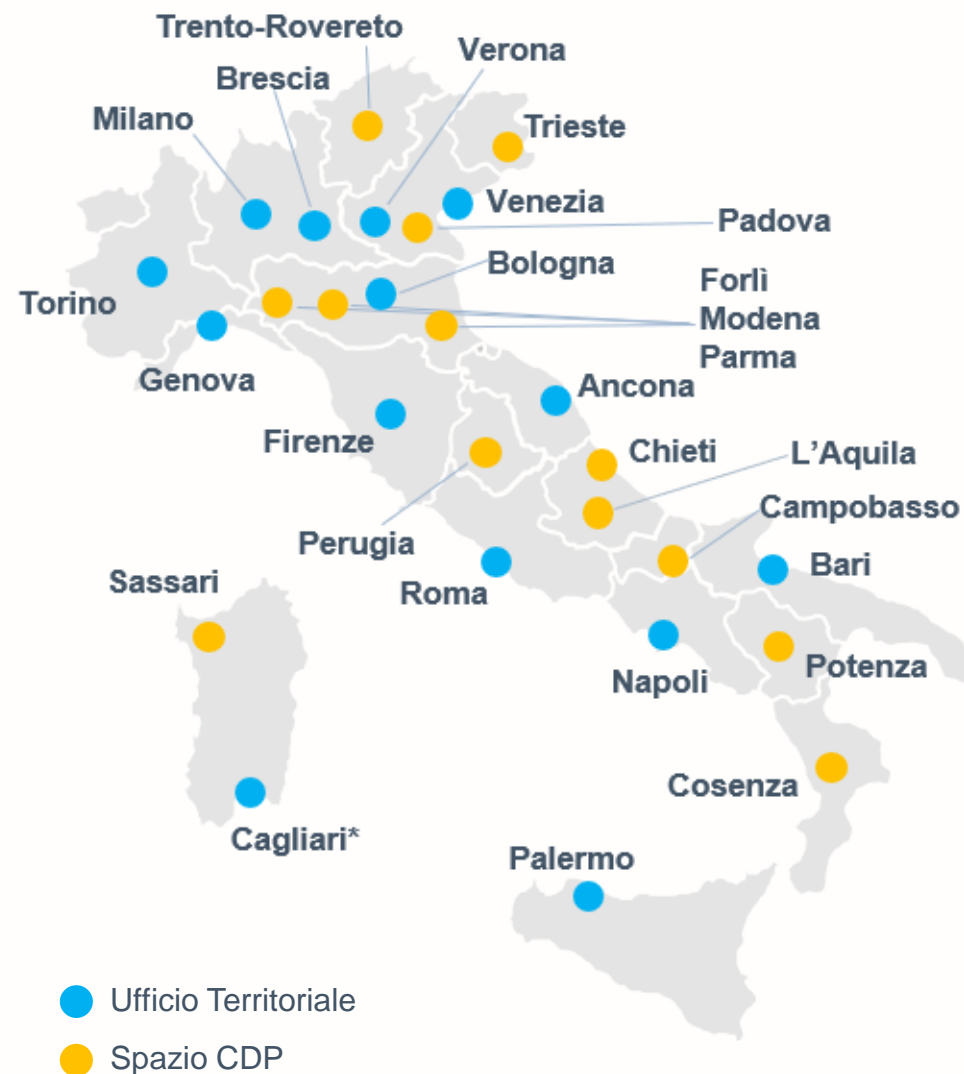 Trento-Rovereto
Verona
Brescia
Milano
Trieste
Venezia
Padova
Bologna
Forlì
Modena
Parma
Torino
Genova
Ancona
Firenze
Chieti
L’Aquila
Campobasso
Perugia
Roma
Bari
Sassari
Napoli
Potenza
Cosenza
Cagliari*
Palermo
Ufficio Territoriale
Spazio CDP